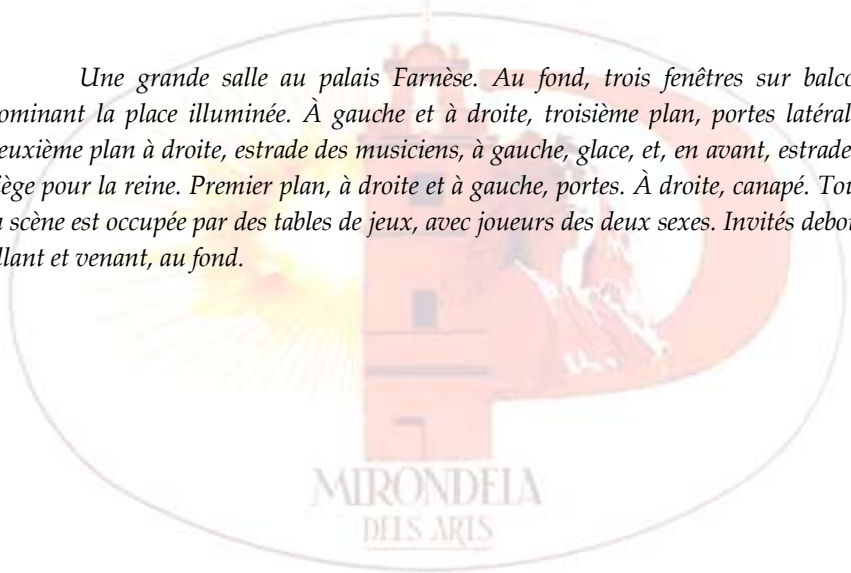 Une grande salle au palais Farnèse. Au fond, trois fenêtres sur balco
ominant la place illuminée. À gauche et à droite, troisième plan, portes latéral
euxième plan à droite, estrade des musiciens, à gauche, glace, et, en avant, estrade
iège pour la reine. Premier plan, à droite et à gauche, portes. À droite, canapé. Tou
a scène est occupée par des tables de jeux, avec joueurs des deux sexes. Invités debo
llant et venant, au fond.
MIRONDELA
DELS ARTS